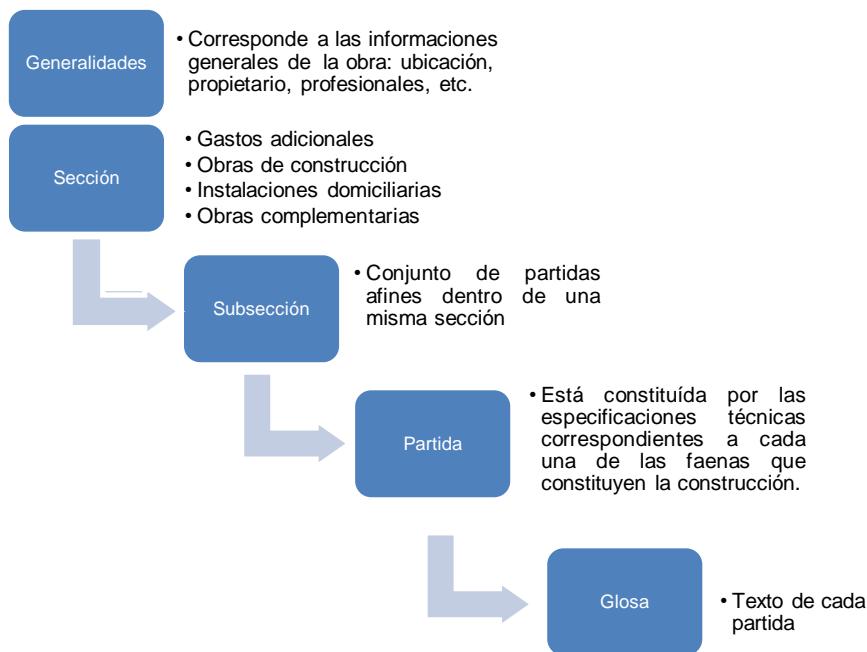 Generalidades
• Corresponde a las informaciones
generales de la obra: ubicación,
propietario, profesionales, etc.
Sección
• Gastos adicionales
• Obras de construcción
• Instalaciones domiciliarias
• Obras complementarias
Subsección
• Conjunto de partidas
afines dentro de una
misma sección
Partida
• Está constituída por las
especificaciones técnicas
correspondientes a cada
una de las faenas que
constituyen la construcción.
Glosa
• Texto de cada
partida